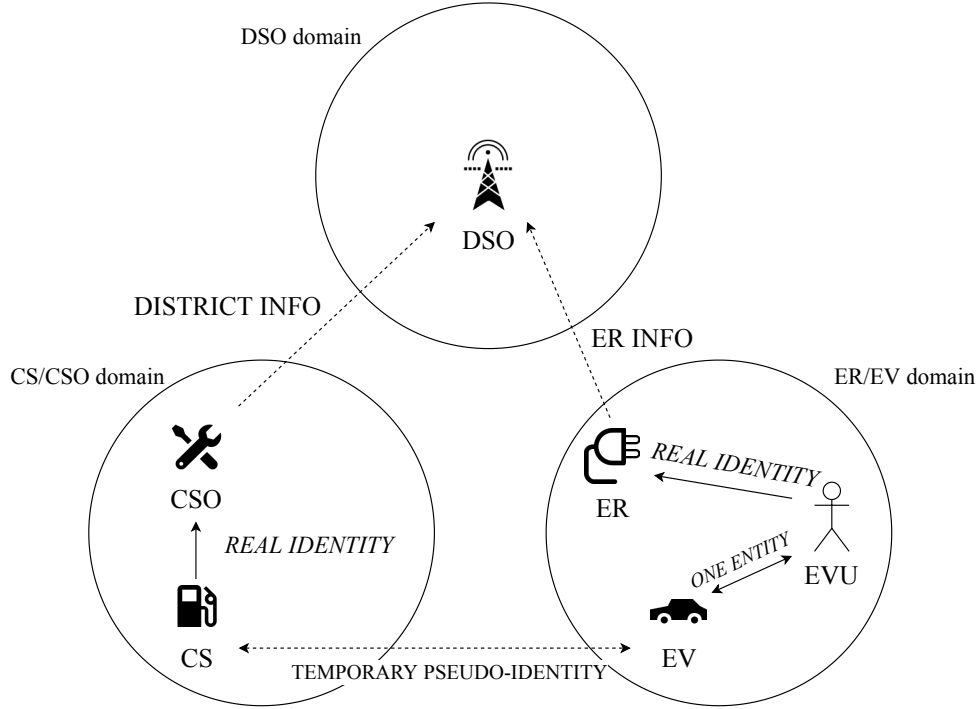 DSO domain
DSO
DISTRICT INFO
ER INFO
CS/CSO domain
ER/EV domain
CSO
REAL IDENTITY
CS
REAL IDENTITY
ER
ONE ENTITY
EVU
EV
TEMPORARY PSEUDO-IDENTITY